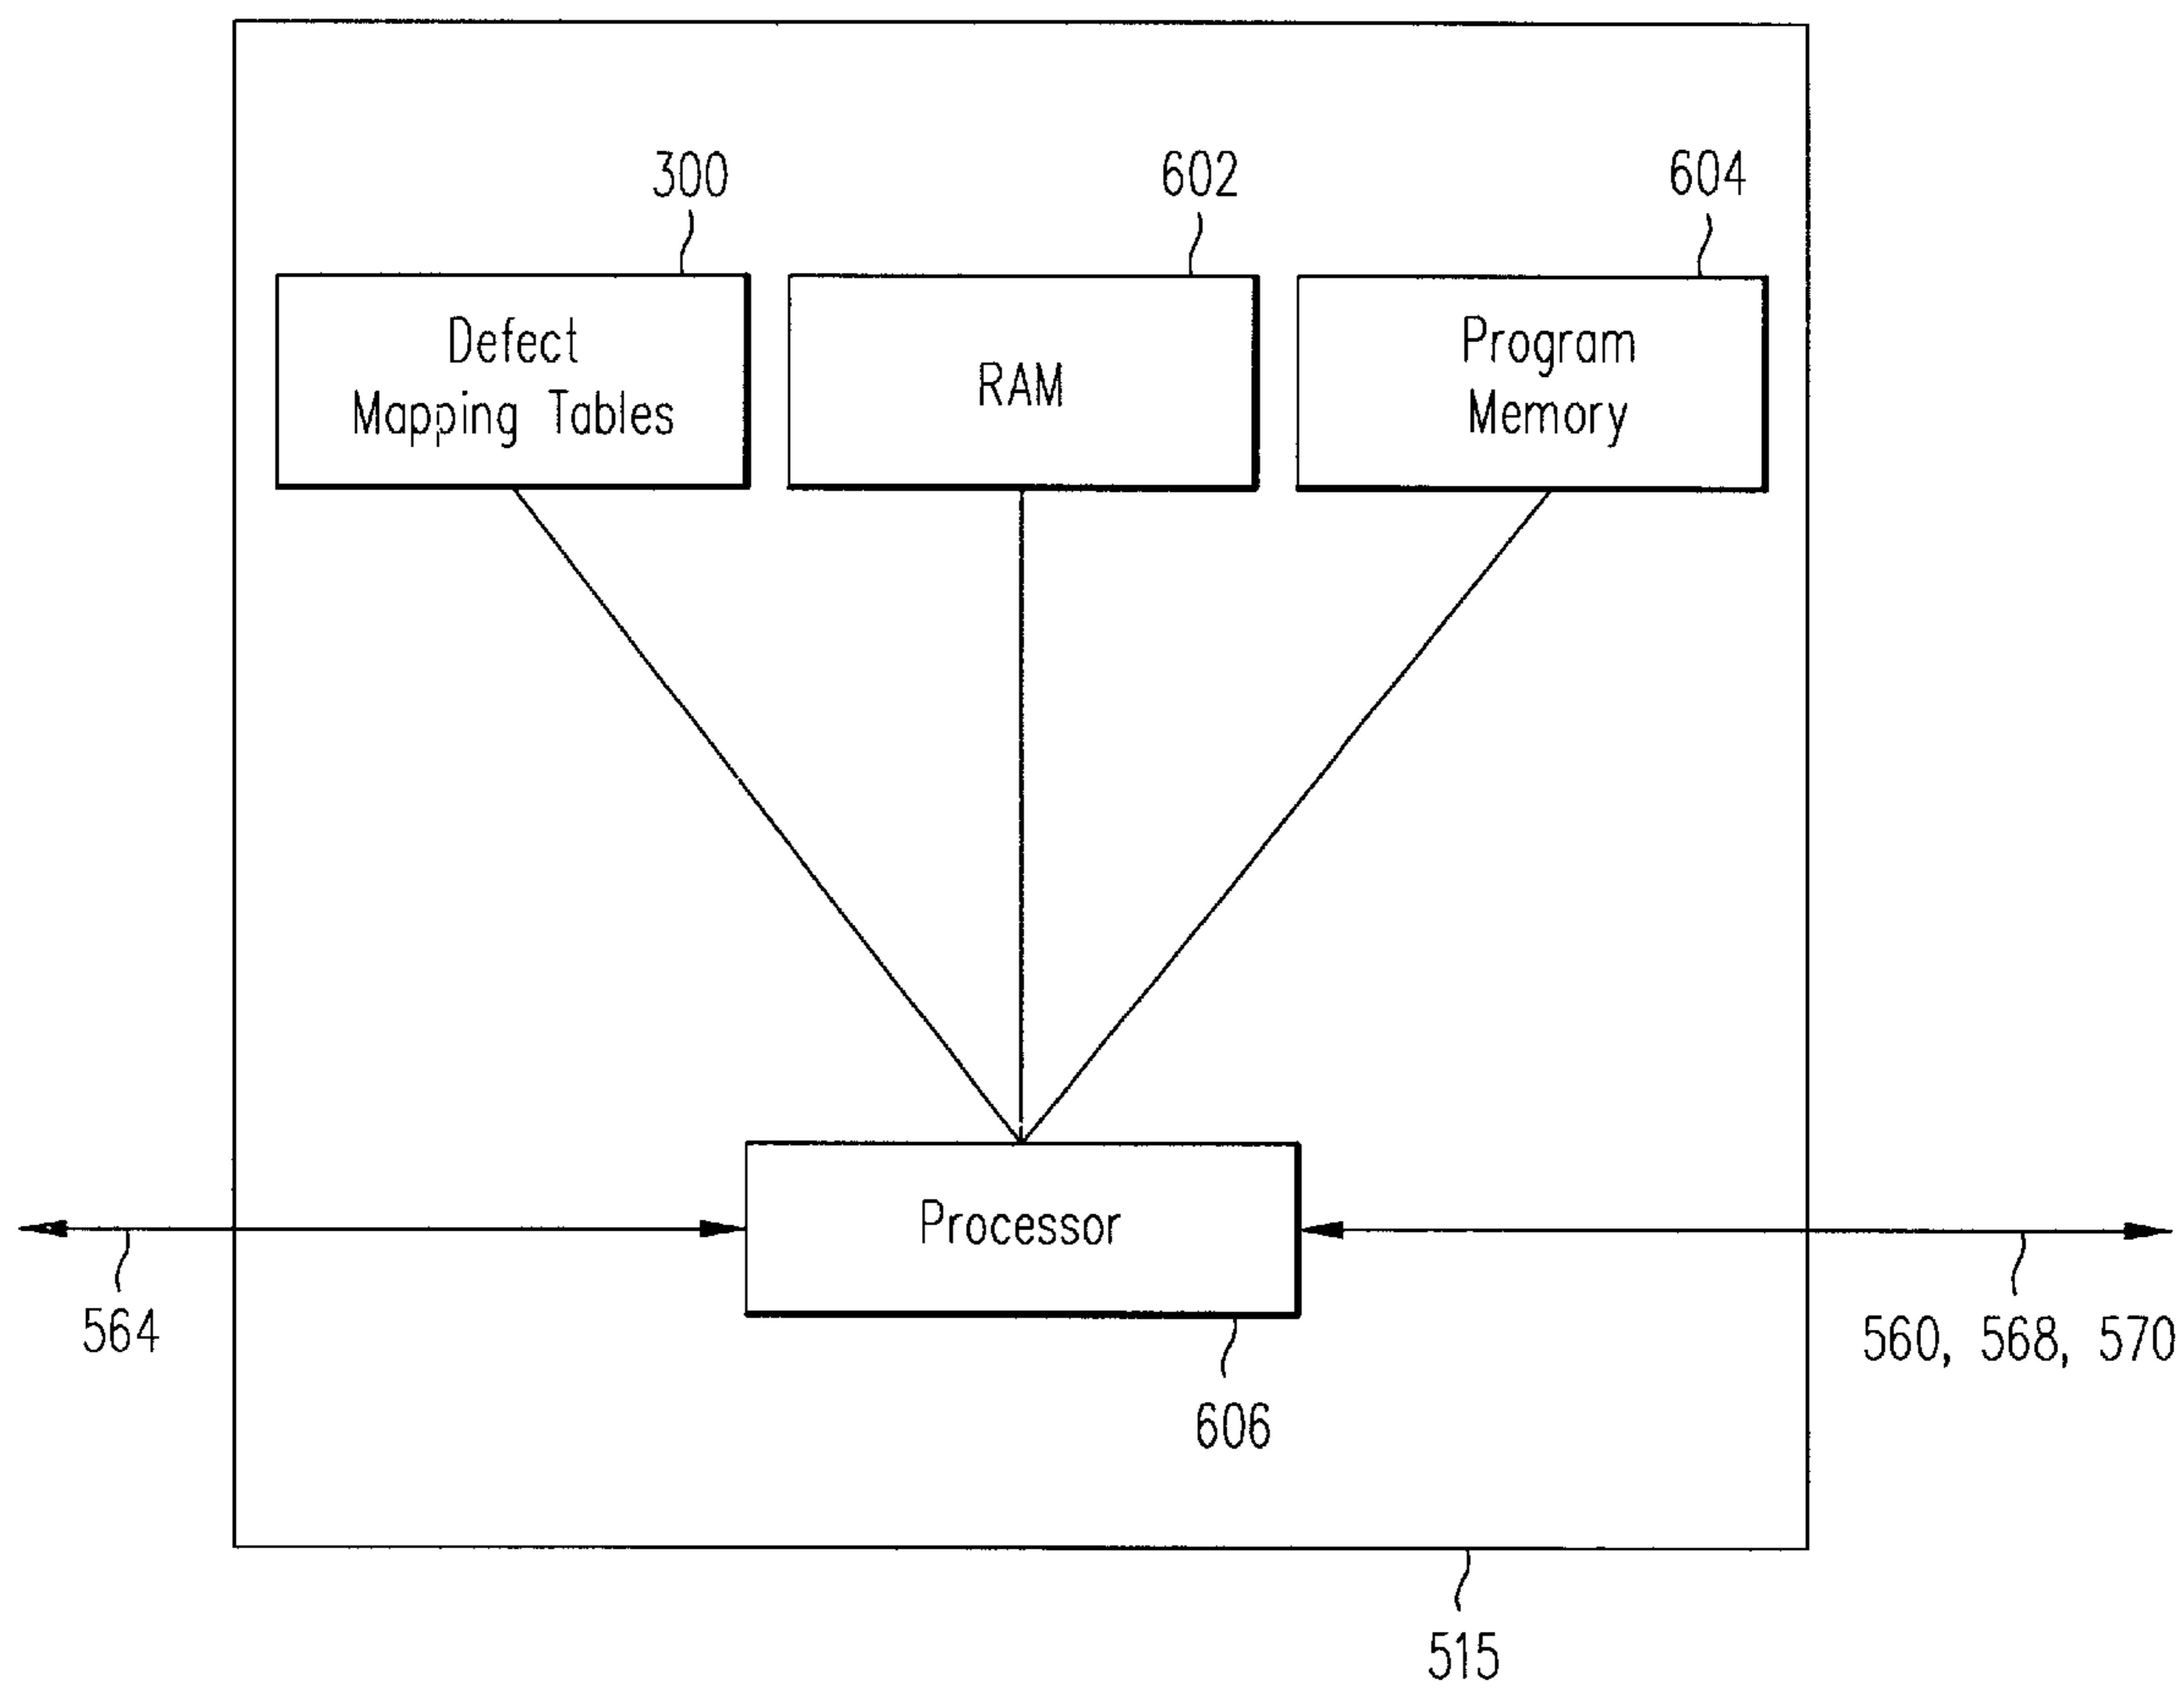 300
602
604
Defect
Mapping Tables
RAM
Program
Memory
Processor
564
560, 568, 570
606
515